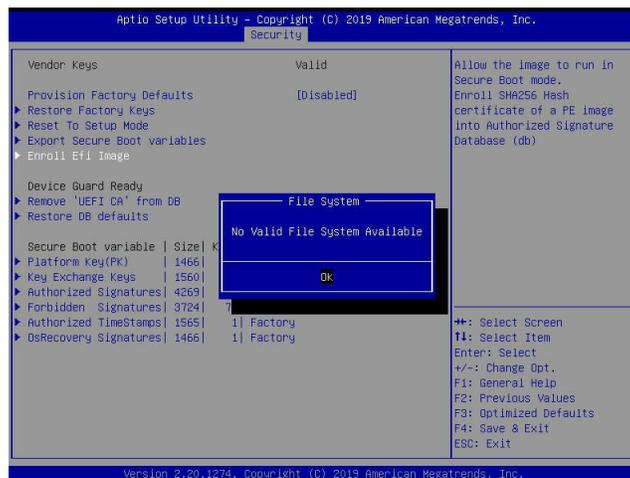 Aptio Setup Utility – Copyright (C) 2019 American Megatrends, Inc.
Security
Vendor Keys Valid
Provision Factory Defaults [Disabled]
Restore Factory Keys
Reset To Setup Mode
Export Secure Boot variables
Enroll Efi Image
Device Guard Ready
Remove 'UEFI CA' from DB
Restore DB defaults
Secure Boot variable | Size| K
Platform Key(PK) | 1466|
Key Exchange Keys | 1560|
Authorized Signatures| 4269|
Forbidden Signatures| 3724| 7
Authorized TimeStamps| 1565| 1| Factory
OsRecovery Signatures| 1466| 1| Factory
File System
No Valid File System Available
Ok
Allow the image to run in
Secure Boot mode.
Enroll SHA256 Hash
certificate of a PE image
into Authorized Signature
Database (db)
→←: Select Screen
↑↓: Select Item
Enter: Select
+/-: Change Opt.
F1: General Help
F2: Previous Values
F3: Optimized Defaults
F4: Save & Exit
ESC: Exit
Version 2.20.1274. Copyright (C) 2019 American Megatrends, Inc.